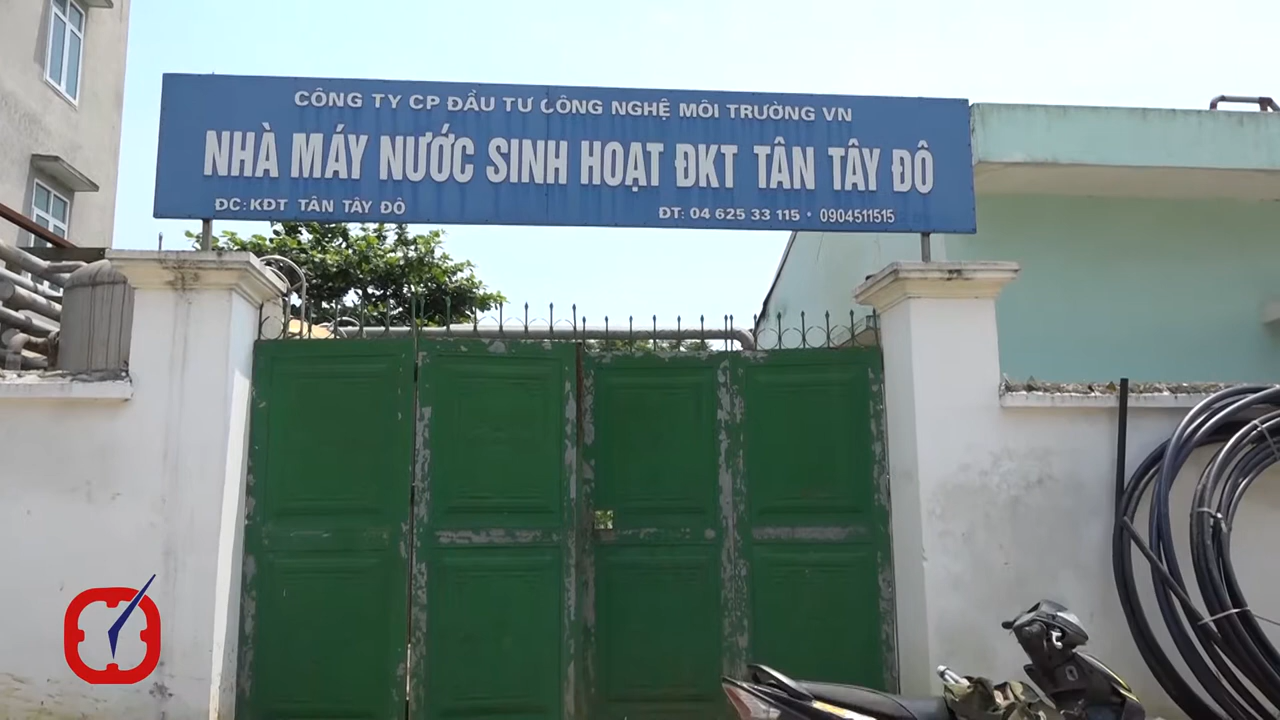 CÔNG TY CP ĐẦU TƯ CÔNG NGHỆ MÔI TRƯỜNG VN
NHÀ MÁY NƯỚC SINH HOẠT ĐKT TÂN TÂY ĐÔ
ĐC: KĐT TÂN TÂY ĐÔ
ĐT: 04 625 33 115 • 0904511515